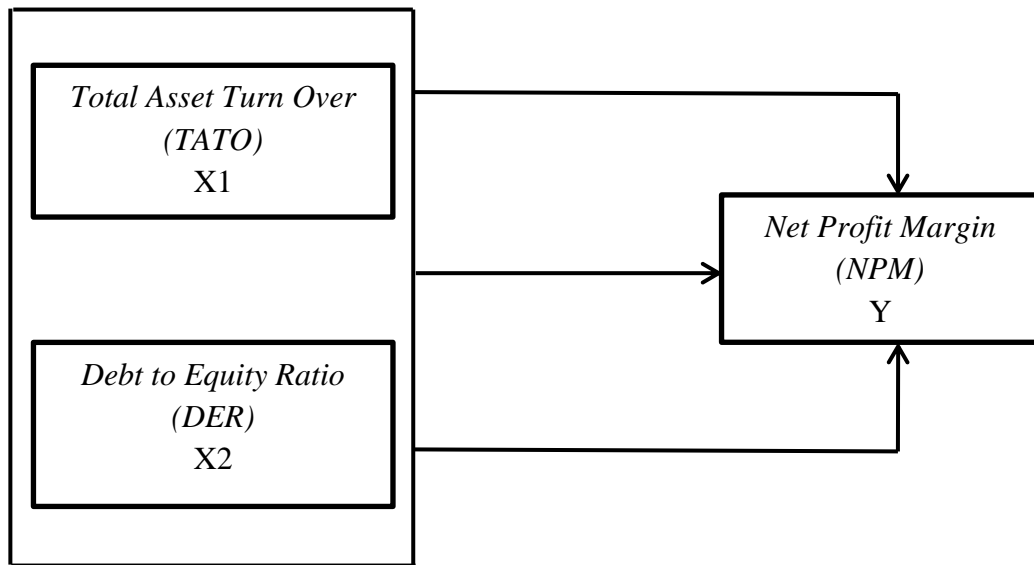 Total Asset Turn Over
(TATO)
X1
Net Profit Margin
(NPM)
Y
Debt to Equity Ratio
(DER)
X2